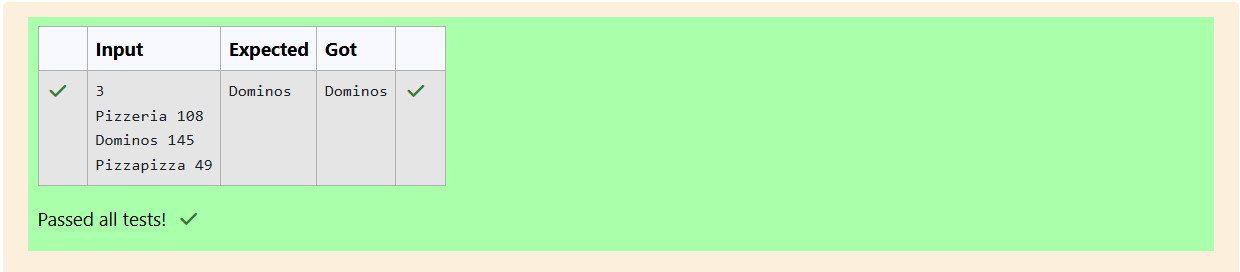 Input Expected Got
3 Dominos Dominos
Pizzeria 108
Dominos 145
Pizzapizza 49
Passed all tests!